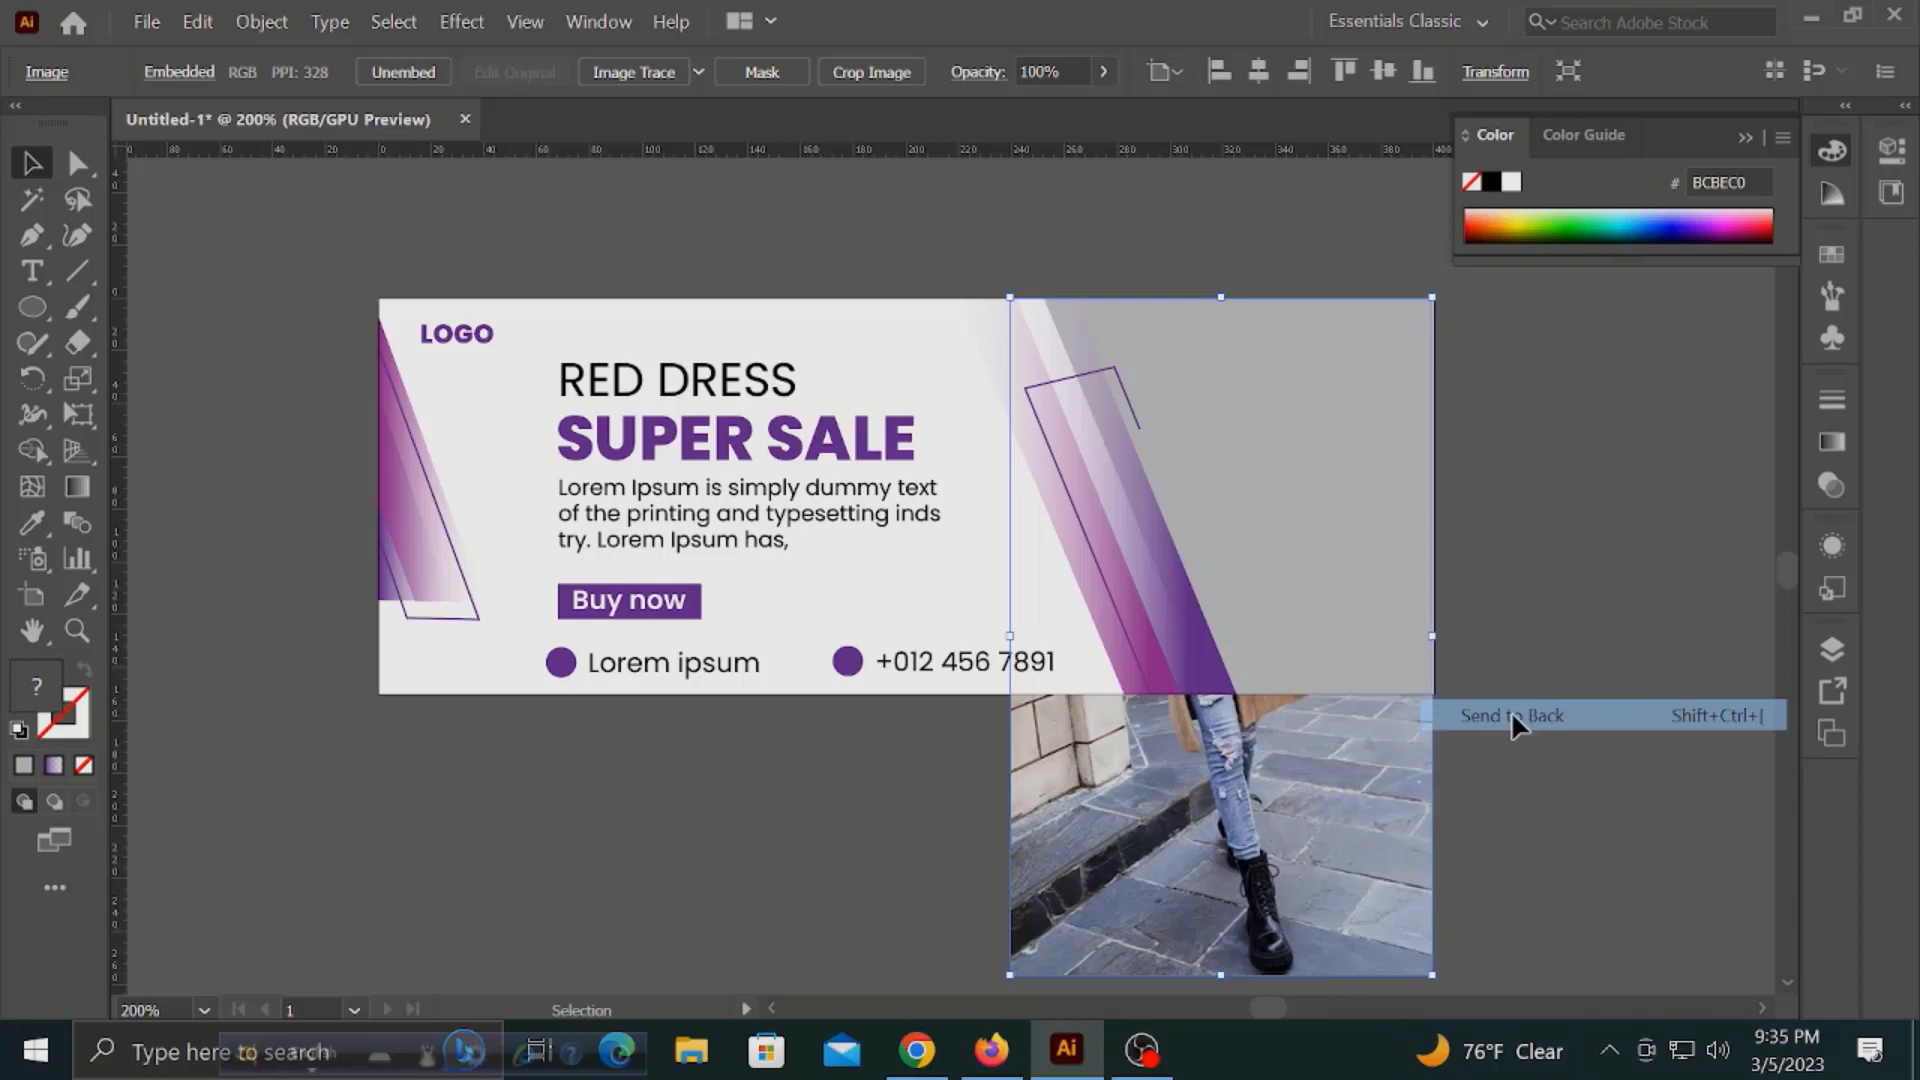 Ai File Edit Object Type Select Effect View Window Help Essentials Classic Search Adobe Stock
Image Embedded RGB PPI: 328 Unembed Edit Original Image Trace Mask Crop Image Opacity: 100% Transform
Untitled-1* @ 200% (RGB/GPU Preview)
Color Color Guide
# BCBEC0
LOGO
RED DRESS
SUPER SALE
Lorem Ipsum is simply dummy text
of the printing and typesetting inds
try. Lorem Ipsum has,
Buy now
Lorem ipsum +012 456 7891
Send to Back Shift+Ctrl+[
?
200% 1 Selection
Type here to search
Ai
76°F Clear
9:35 PM
3/5/2023